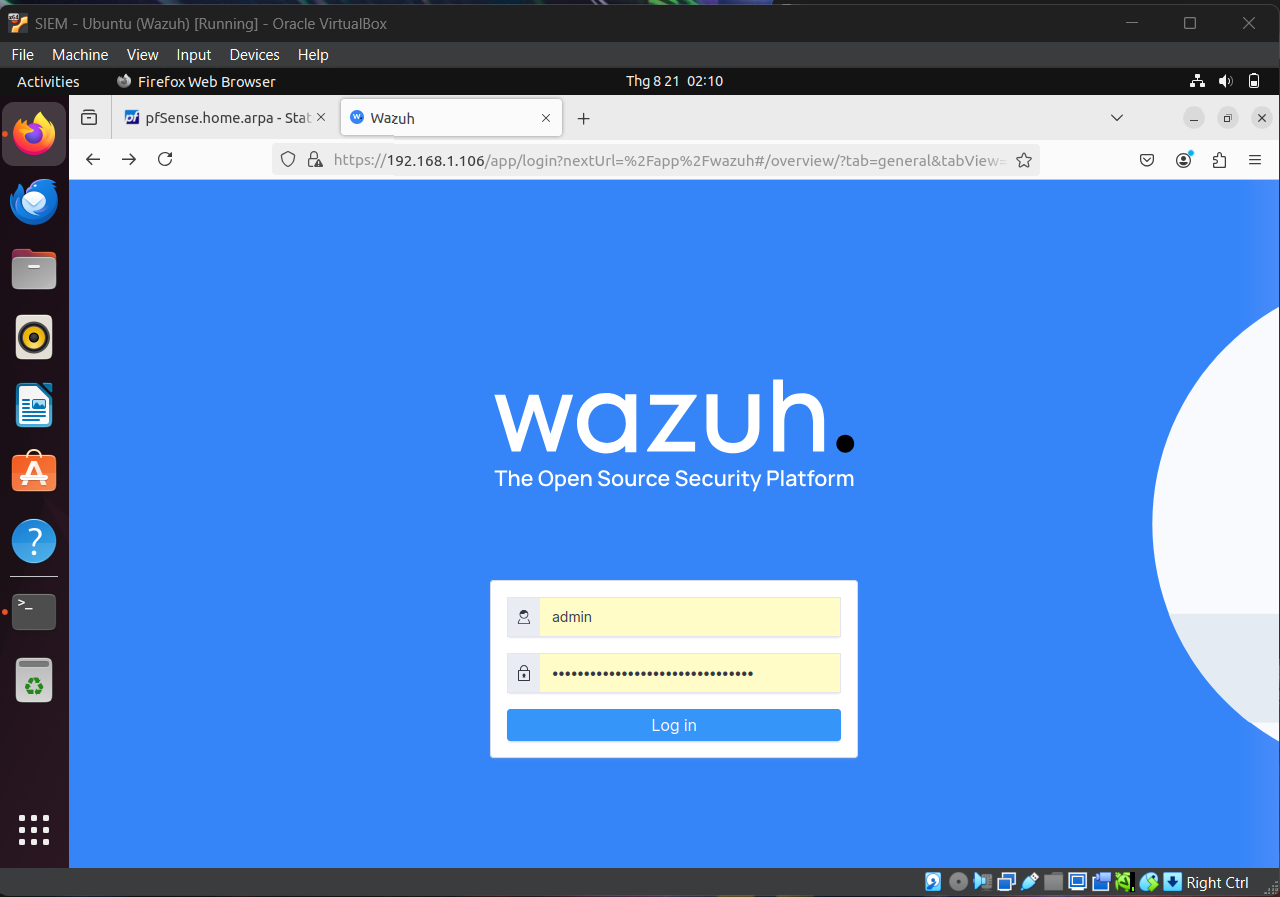 SIEM - Ubuntu (Wazuh) [Running] - Oracle VirtualBox
File Machine View Input Devices Help
Activities Firefox Web Browser Thg 8 21 02:10
pfSense.home.arpa - Stat Wazuh
https://192.168.1.106/app/login?nextUrl=%2Fapp%2Fwazuh#/overview/?tab=general&tabView=
wazuh.
The Open Source Security Platform
admin
••••••••••••••••••••••••••••••••
Log in
Right Ctrl